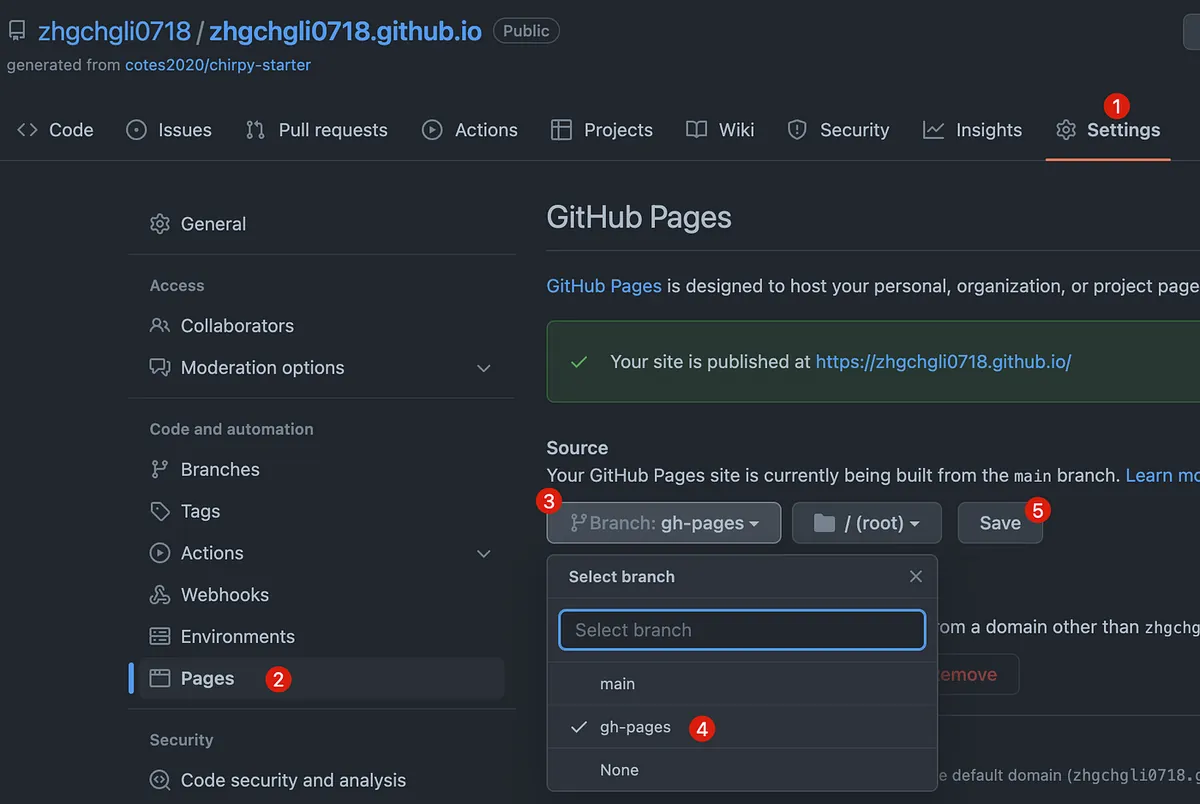 zhgchgli0718 / zhgchgli0718.github.io Public
generated from cotes2020/chirpy-starter
1
Code Issues Pull requests Actions Projects Wiki Security Insights Settings
General
Access
Collaborators
Moderation options
Code and automation
Branches
Tags
Actions
Webhooks
Environments
Pages 2
Security
Code security and analysis
GitHub Pages
GitHub Pages is designed to host your personal, organization, or project page
Your site is published at https://zhgchgli0718.github.io/
Source
Your GitHub Pages site is currently being built from the main branch. Learn mo
3 Branch: gh-pages / (root) Save 5
Select branch
Select branch
main
gh-pages 4
None
om a domain other than zhgchg
emove
e default domain (zhgchgli0718.g